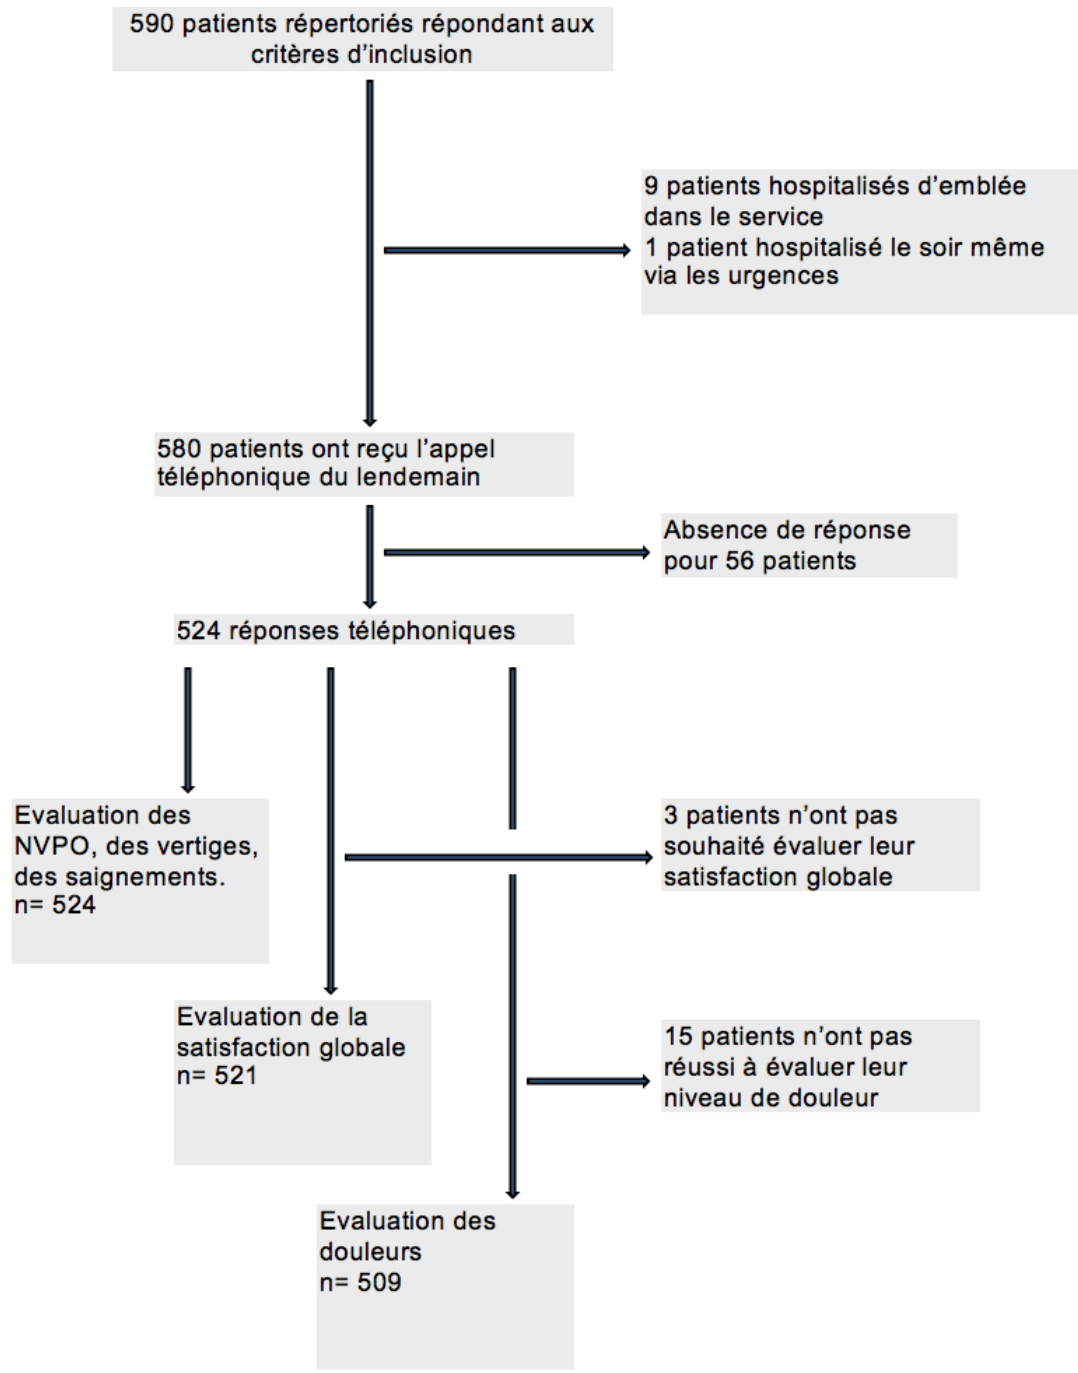 590 patients répertoriés répondant aux
critères d’inclusion
9 patients hospitalisés d’emblée
dans le service
1 patient hospitalisé le soir même
via les urgences
580 patients ont reçu l’appel
téléphonique du lendemain
Absence de réponse
pour 56 patients
524 réponses téléphoniques
Evaluation des
NVPO, des vertiges,
des saignements.
n= 524
3 patients n’ont pas
souhaité évaluer leur
satisfaction globale
Evaluation de la
satisfaction globale
n= 521
15 patients n’ont pas
réussi à évaluer leur
niveau de douleur
Evaluation des
douleurs
n= 509